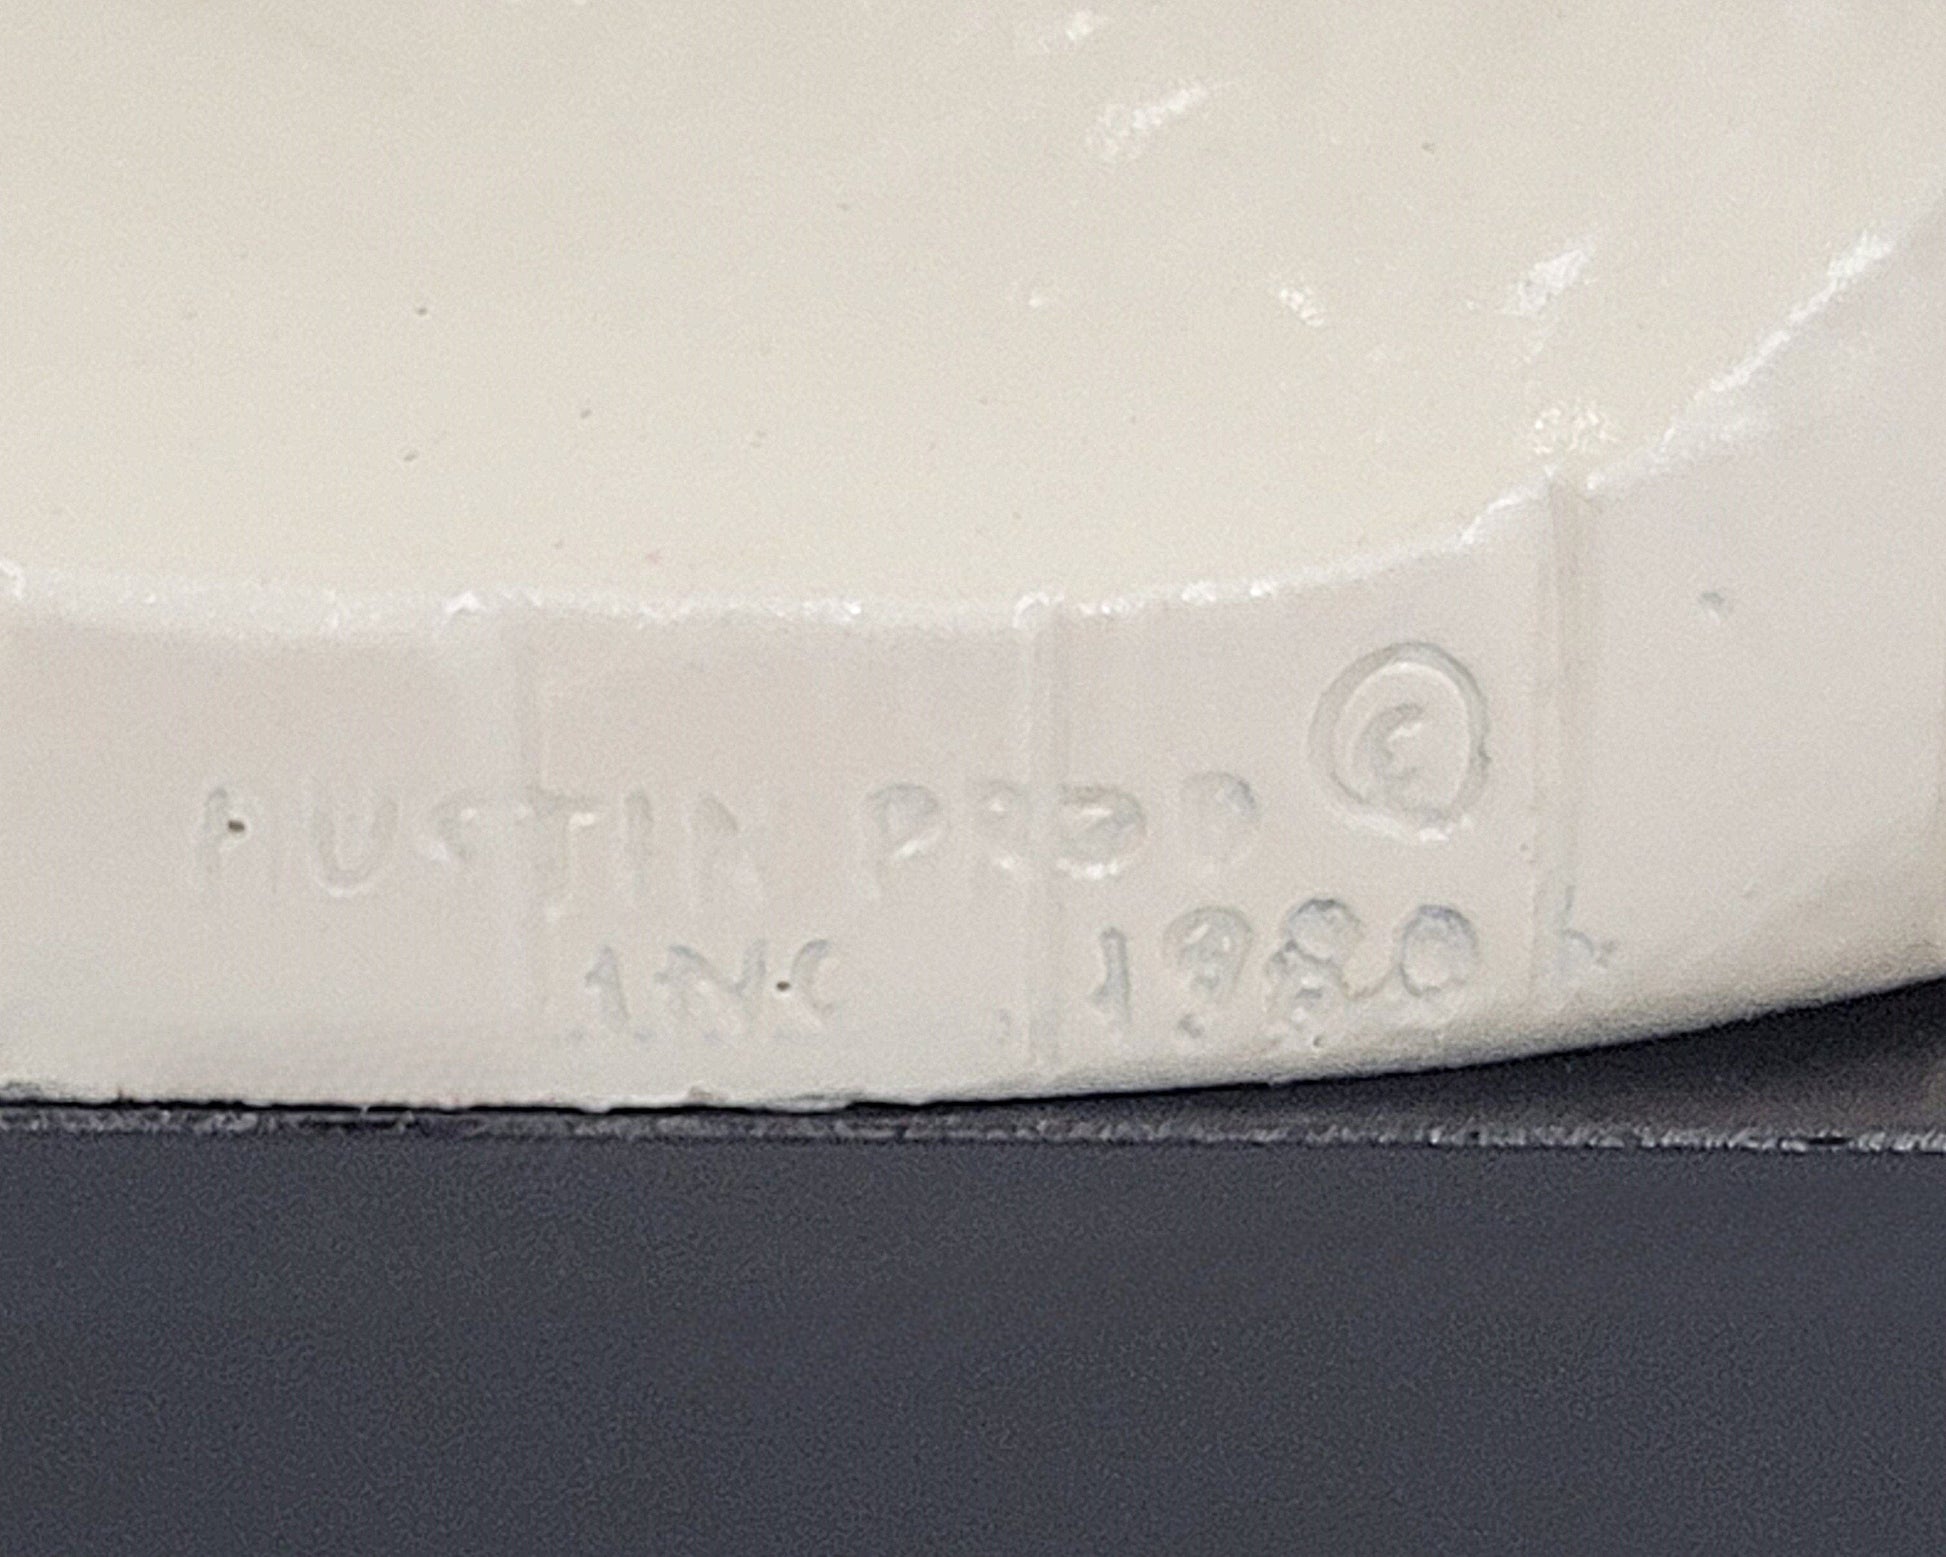 AUSTIN PROD ©
INC 1980